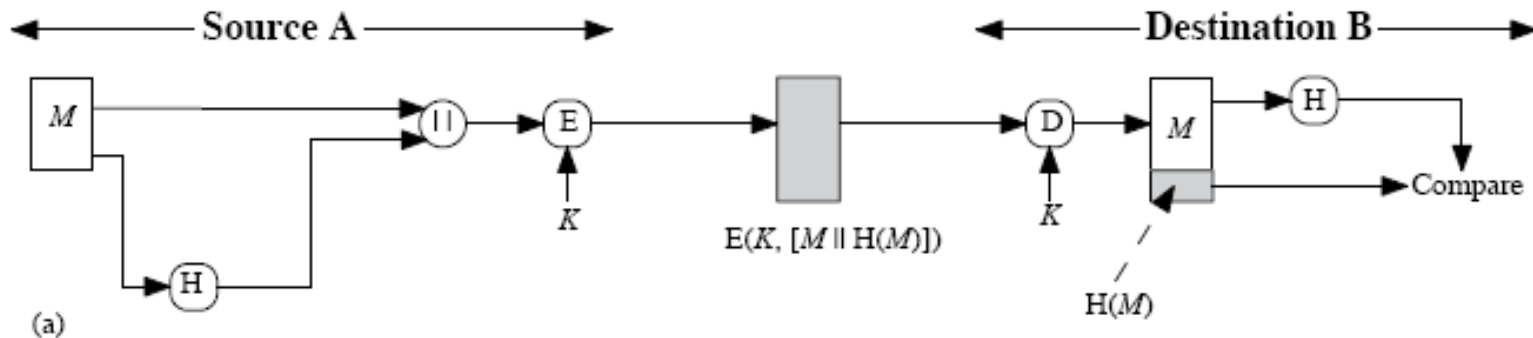 Source A
Destination B
M
||
E
D
M
H
K
K
Compare
E(K, [M || H(M)])
H
H(M)
(a)